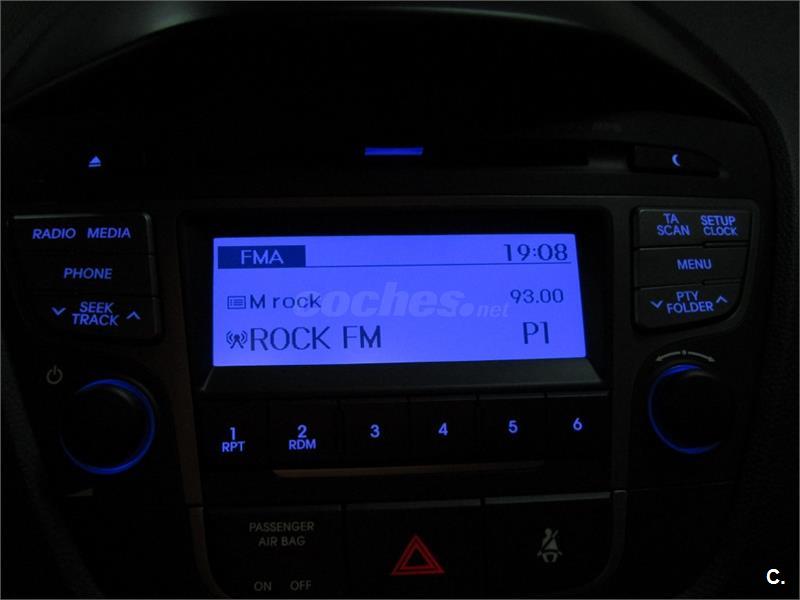 RADIO MEDIA
PHONE
SEEK
TRACK
FMA 19:08
M rock 93.00
ROCK FM P1
coches.net
TA
SCAN
SETUP
CLOCK
MENU
PTY
FOLDER
1
RPT
2
RDM
3
4
5
6
PASSENGER
AIR BAG
ON OFF
C.